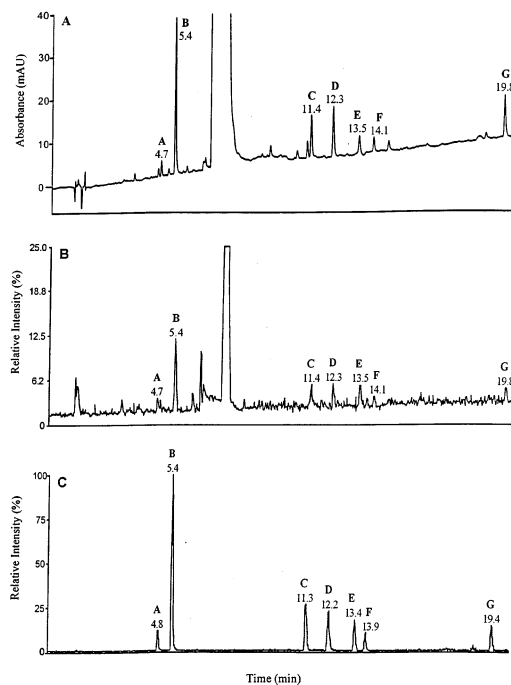 A
Absorbance (mAU)
40
30
20
10
0
A
4.7
B
5.4
C
11.4
D
12.3
E
13.5
F
14.1
G
19.8
B
Relative Intensity (%)
25.0
18.8
12.5
6.2
0
A
4.7
B
5.4
C
11.4
D
12.3
E
13.5
F
14.1
G
19.8
C
Relative Intensity (%)
100
75
50
25
0
A
4.8
B
5.4
C
11.3
D
12.2
E
13.4
F
13.9
G
19.4
Time (min)